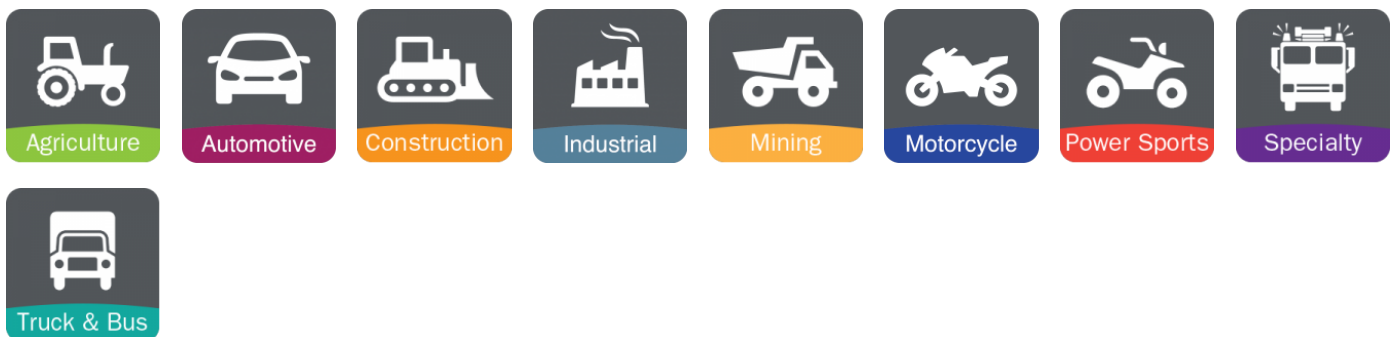 Agriculture
Automotive
Construction
Industrial
Mining
Motorcycle
Power Sports
Specialty
Truck & Bus